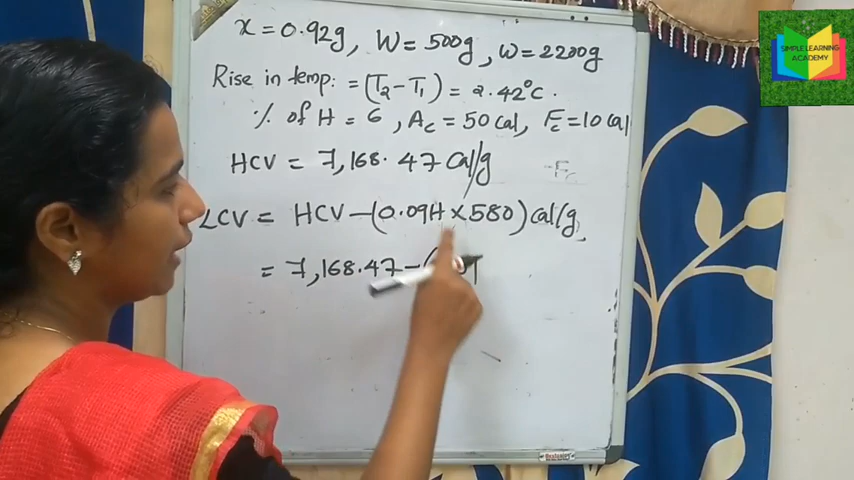 x = 0.92g, W = 500g, w = 2200g
Rise in temp: = (T2 - T1) = 2.42°C.
% of H = 6, Ac = 50 Cal, Fc = 10 Cal
HCV = 7,168.47 Cal/g
LCV = HCV - (0.09H × 580) Cal/g
= 7,168.47 - (
SIMPLE LEARNING
ACADEMY